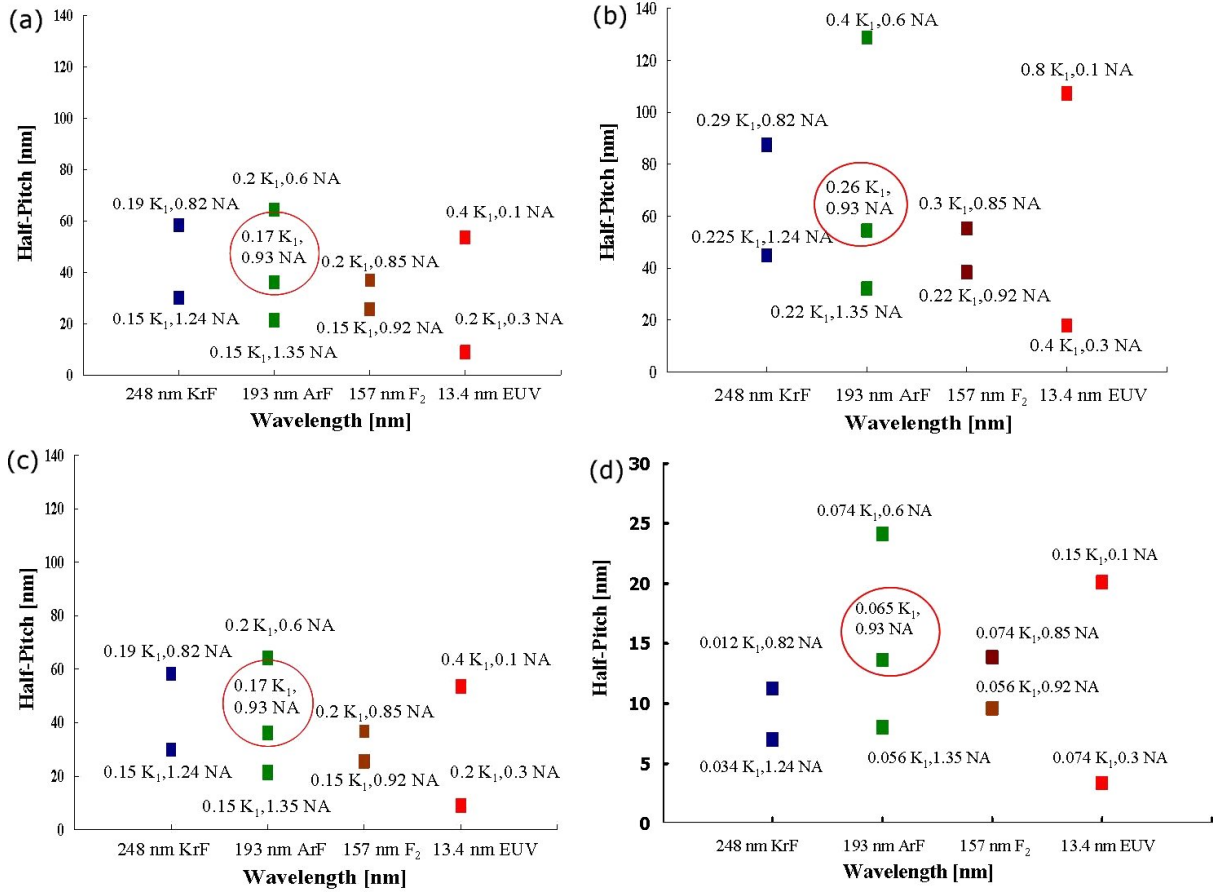 (a)
140
120
100
80
60
40
20
0
Half-Pitch [nm]
0.19 K₁,0.82 NA
0.15 K₁,1.24 NA
0.2 K₁,0.6 NA
0.17 K₁,
0.93 NA
0.15 K₁,1.35 NA
0.2 K₁,0.85 NA
0.15 K₁,0.92 NA
0.4 K₁,0.1 NA
0.2 K₁,0.3 NA
248 nm KrF
193 nm ArF
157 nm F₂
13.4 nm EUV
Wavelength [nm]
(b)
140
120
100
80
60
40
20
0
Half-Pitch [nm]
0.29 K₁,0.82 NA
0.225 K₁,1.24 NA
0.4 K₁,0.6 NA
0.26 K₁,
0.93 NA
0.22 K₁,1.35 NA
0.3 K₁,0.85 NA
0.22 K₁,0.92 NA
0.8 K₁,0.1 NA
0.4 K₁,0.3 NA
248 nm KrF
193 nm ArF
157 nm F₂
13.4 nm EUV
Wavelength [nm]
(c)
140
120
100
80
60
40
20
0
Half-Pitch [nm]
0.19 K₁,0.82 NA
0.15 K₁,1.24 NA
0.2 K₁,0.6 NA
0.17 K₁,
0.93 NA
0.15 K₁,1.35 NA
0.2 K₁,0.85 NA
0.15 K₁,0.92 NA
0.4 K₁,0.1 NA
0.2 K₁,0.3 NA
248 nm KrF
193 nm ArF
157 nm F₂
13.4 nm EUV
Wavelength [nm]
(d)
30
25
20
15
10
5
0
Half-Pitch [nm]
0.012 K₁,0.82 NA
0.034 K₁,1.24 NA
0.074 K₁,0.6 NA
0.065 K₁,
0.93 NA
0.056 K₁,1.35 NA
0.074 K₁,0.85 NA
0.056 K₁,0.92 NA
0.15 K₁,0.1 NA
0.074 K₁,0.3 NA
248 nm KrF
193 nm ArF
157 nm F₂
13.4 nm EUV
Wavelength [nm]